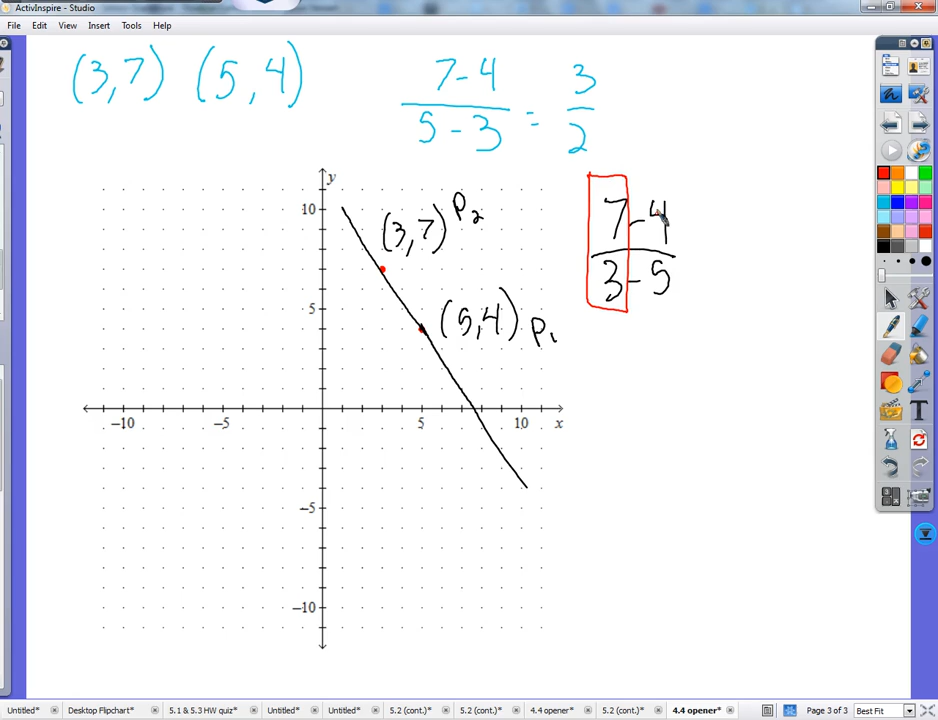 ActivInspire - Studio
File Edit View Insert Tools Help
(3,7) (5,4)
7-4
5-3
=
3
2
y
10
(3,7) P2
7-4
3-5
5
(5,4) P1
-10 -5 5 10 x
-5
-10
Untitled* Desktop Flipchart* 5.1 & 5.3 HW quiz* Untitled* Untitled* 5.2 (cont.)* 5.2 (cont.)* 4.4 opener* 5.2 (cont.)* 4.4 opener* Page 3 of 3 Best Fit